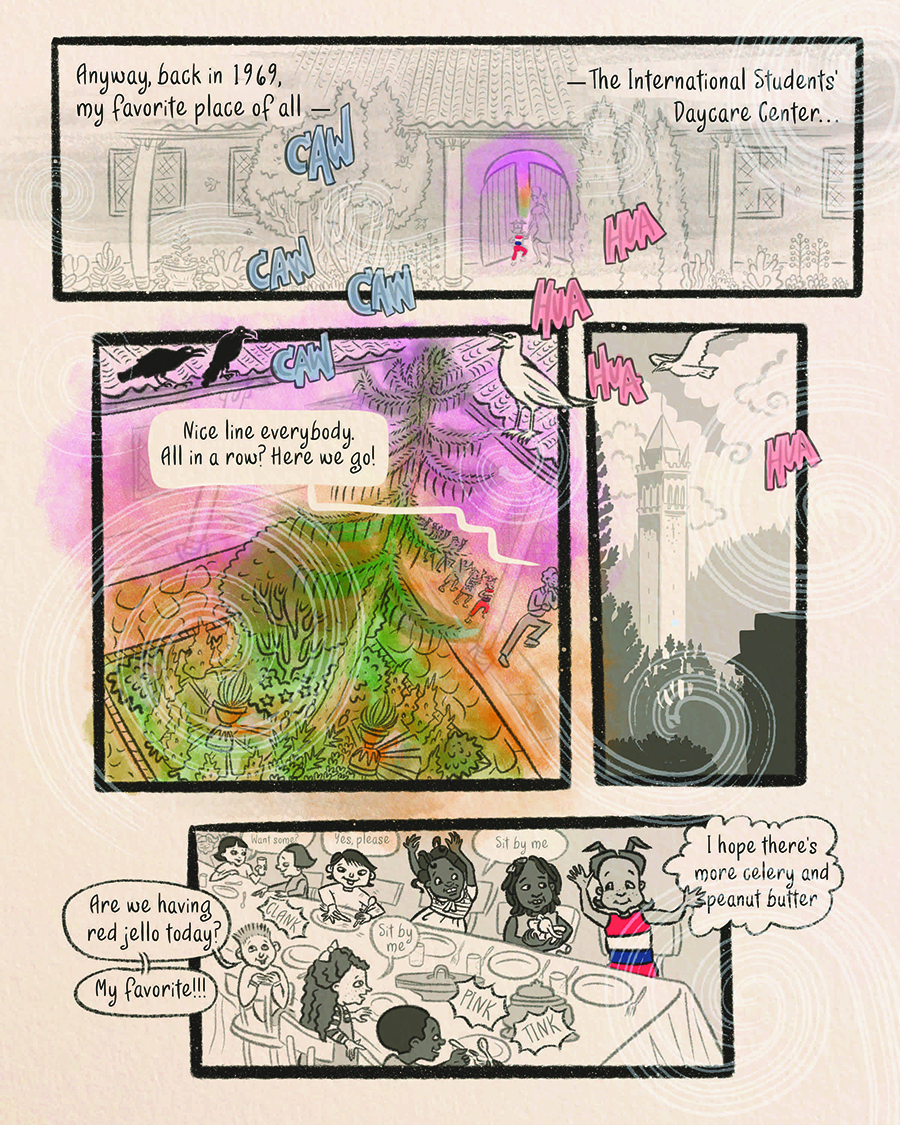 Anyway, back in 1969,
my favorite place of all —
—The International Students'
Daycare Center...
CAW
HUA
CAW
CAW
HUA
CAW
HUA
HUA
Nice line everybody.
All in a row? Here we go!
Want some?
Yes, please
Sit by me
I hope there's
more celery and
peanut butter
Are we having
red jello today?
My favorite!!!
CLANK
Sit by
me
PINK
TINK